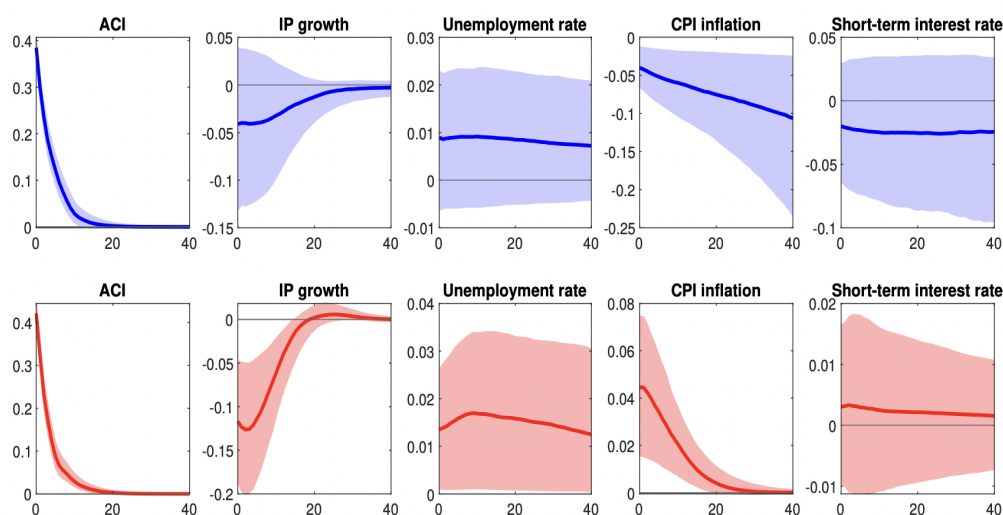 ACI IP growth Unemployment rate CPI inflation Short-term interest rate
0.4 0.05 0.03 0 0.05
0.3 0 0.02 -0.05 0
0.2 -0.05 0.01 -0.1 -0.05
0.1 -0.1 0 -0.15
-0.2
0 -0.15 -0.01 -0.25 -0.1
0 20 40 0 20 40 0 20 40 0 20 40 0 20 40
ACI IP growth Unemployment rate CPI inflation Short-term interest rate
0.4 0 0.04 0.08 0.02
0.3 -0.05 0.03 0.06 0.01
0.2 -0.1 0.02 0.04
0.1 -0.15 0.01 0.02 0
0 -0.2 0 0 -0.01
0 20 40 0 20 40 0 20 40 0 20 40 0 20 40